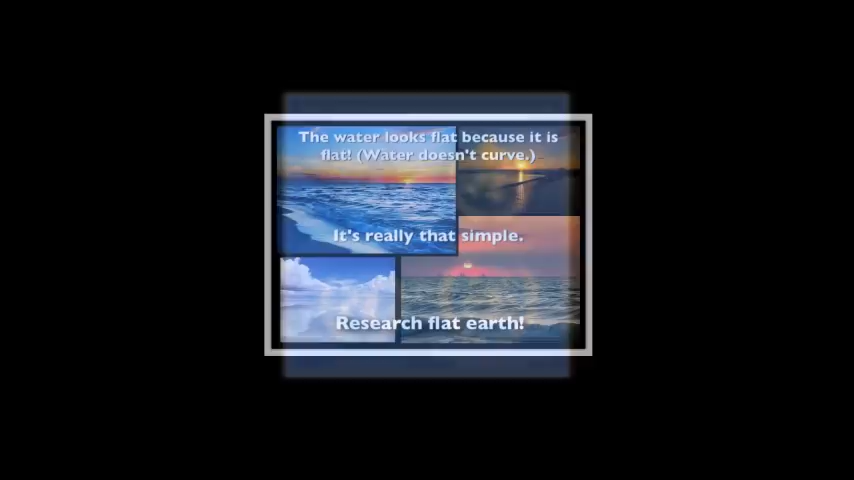 The water looks flat because it is
flat! (Water doesn't curve.)
It's really that simple.
Research flat earth!